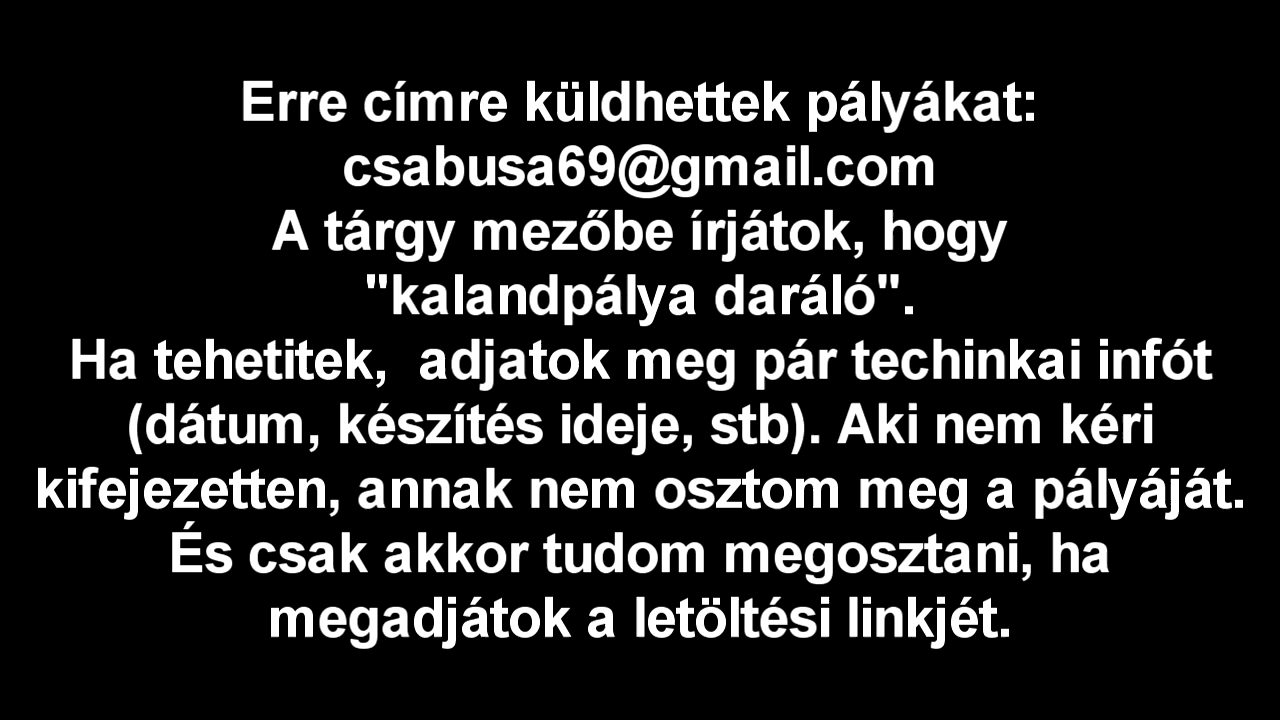 Erre címre küldhettek pályákat:
csabusa69@gmail.com
A tárgy mezőbe írjátok, hogy
"kalandpálya daráló".
Ha tehetitek,  adjatok meg pár techinkai infót
(dátum, készítés ideje, stb). Aki nem kéri
kifejezetten, annak nem osztom meg a pályáját.
És csak akkor tudom megosztani, ha
megadjátok a letöltési linkjét.